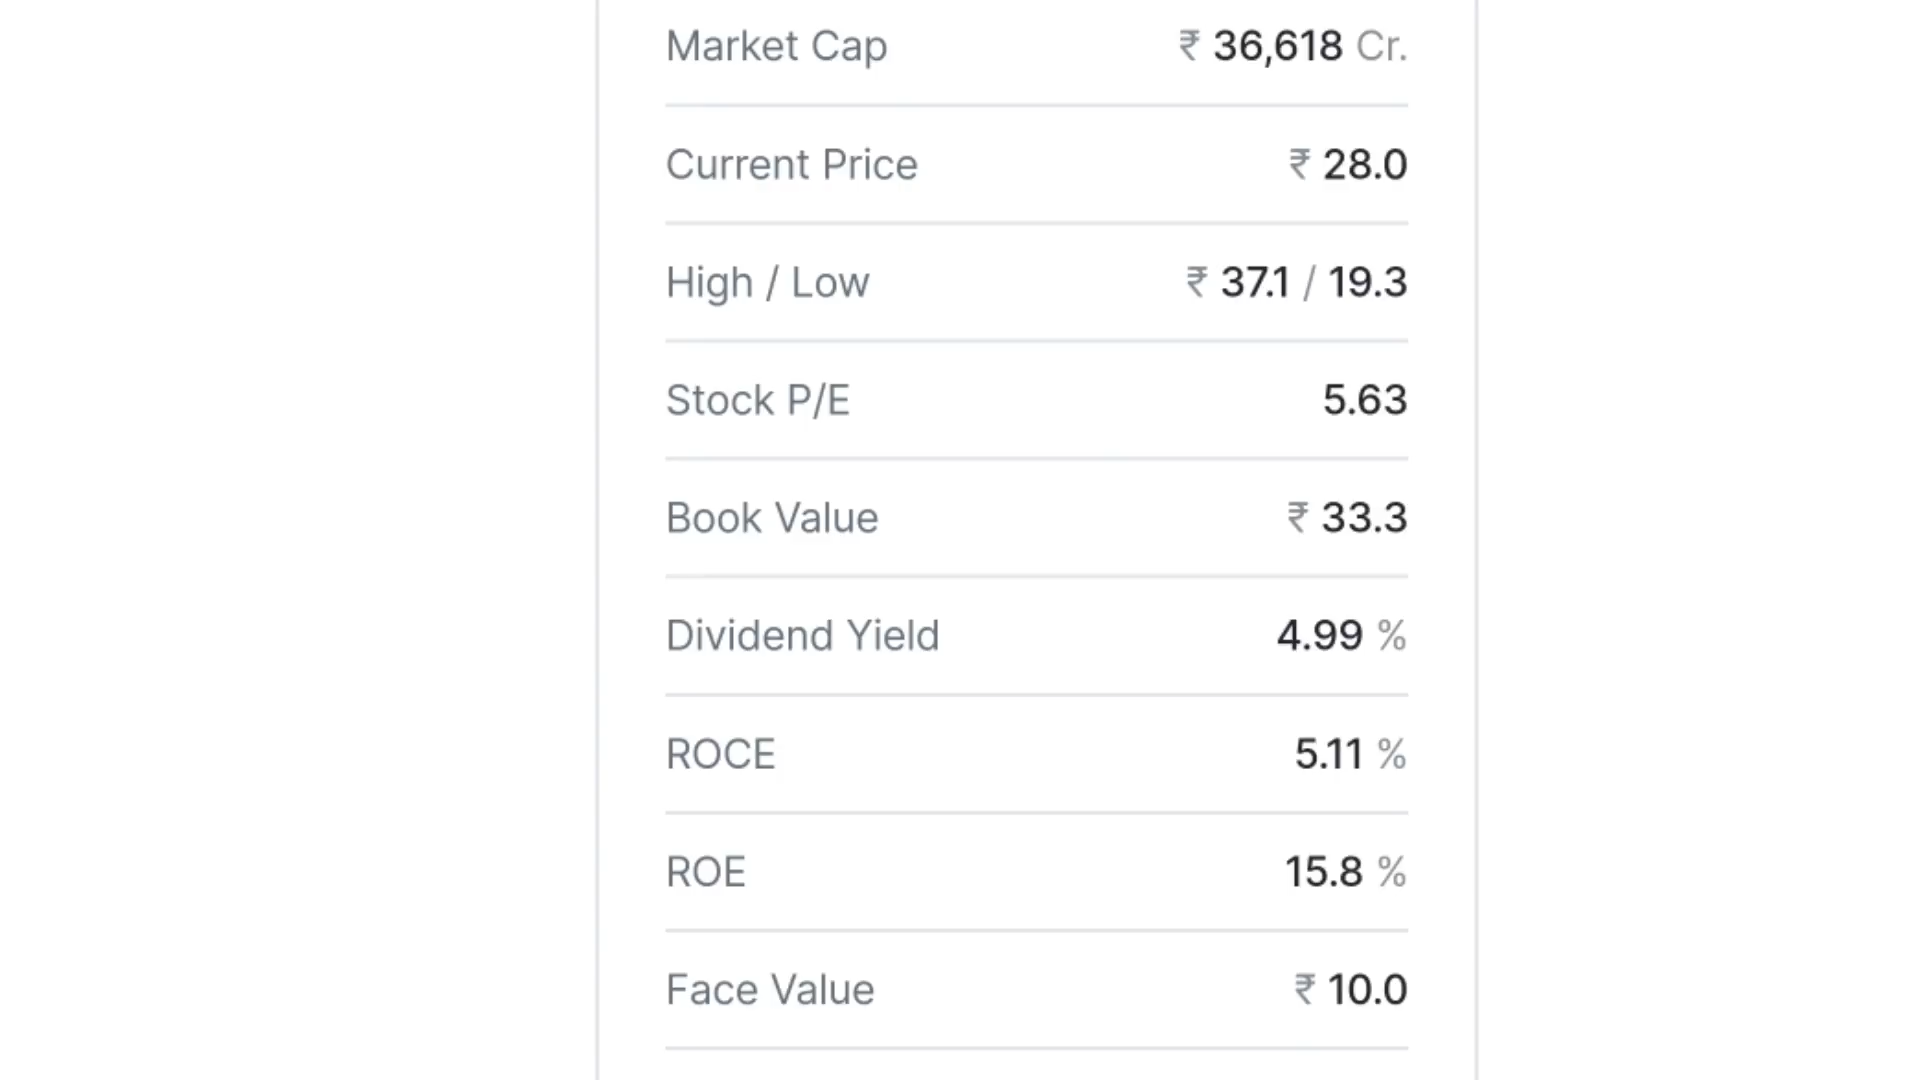 Market Cap ₹ 36,618 Cr.
Current Price ₹ 28.0
High / Low ₹ 37.1 / 19.3
Stock P/E 5.63
Book Value ₹ 33.3
Dividend Yield 4.99 %
ROCE 5.11 %
ROE 15.8 %
Face Value ₹ 10.0